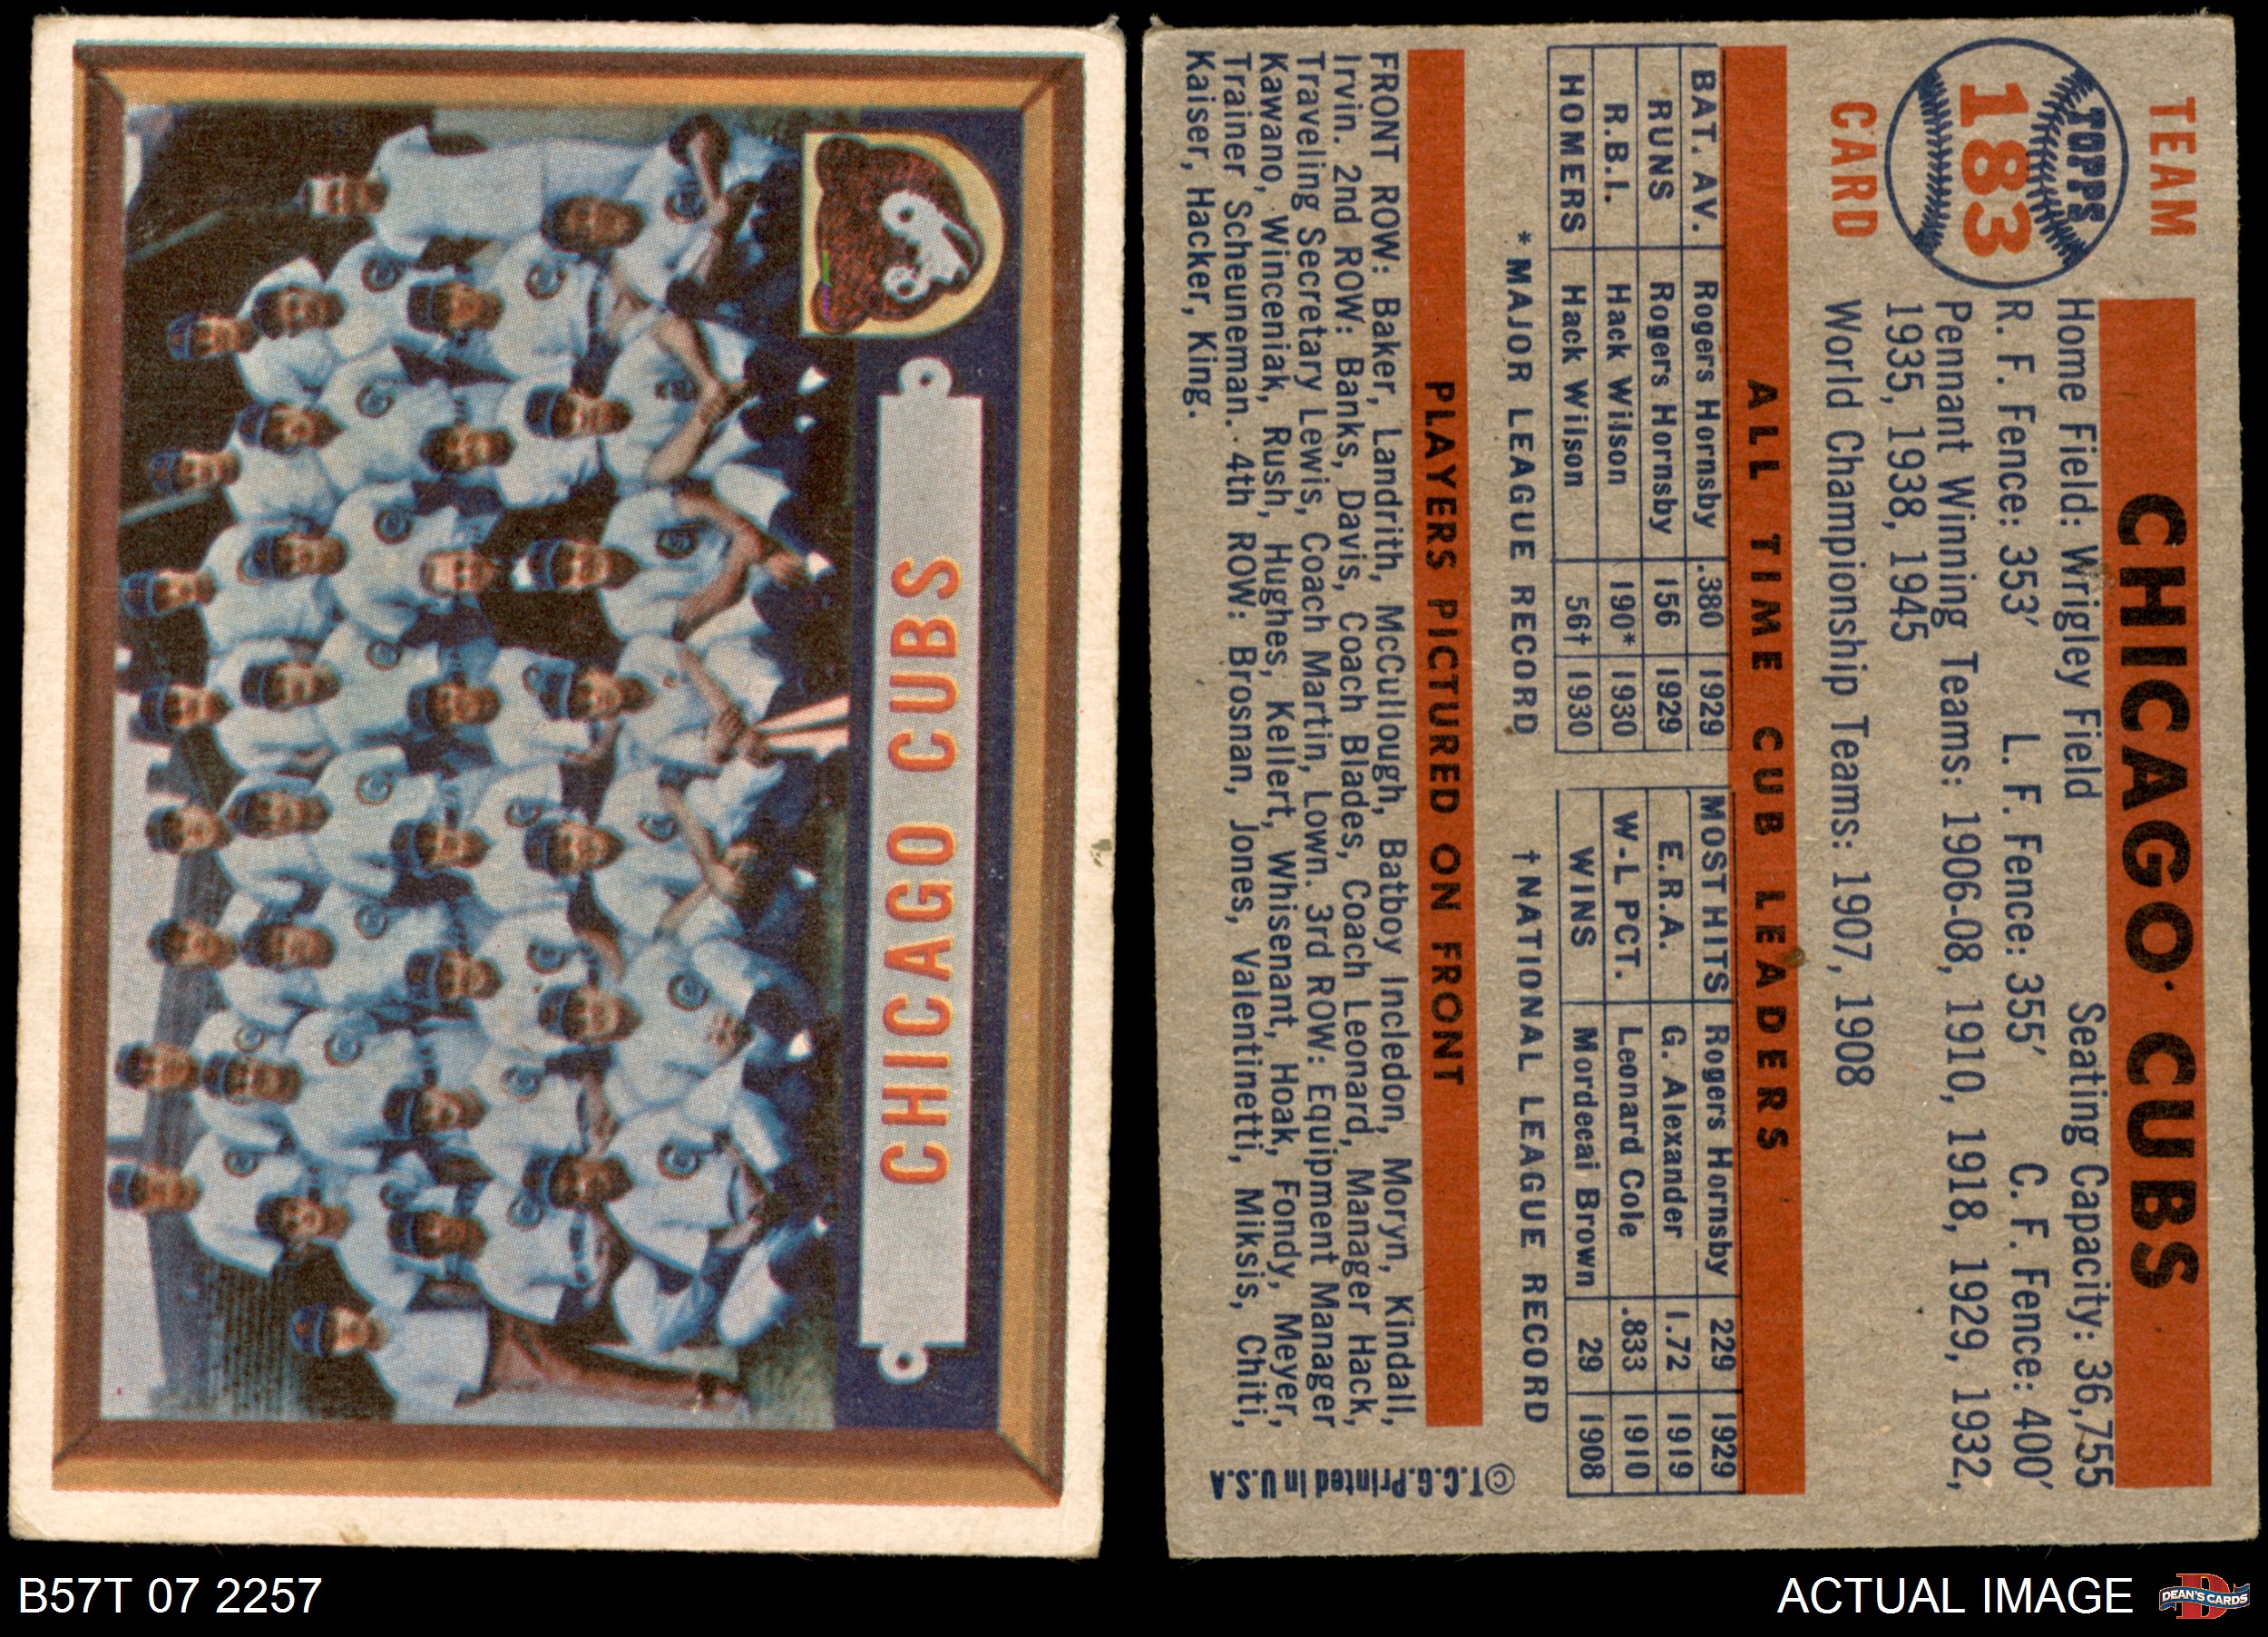 CHICAGO CUBS
TEAM
TOPPS
183
CARD
CHICAGO CUBS
Home Field: Wrigley Field Seating Capacity: 36,755
R. F. Fence: 353′ L. F. Fence: 355′ C. F. Fence: 400′
Pennant Winning Teams: 1906-08, 1910, 1918, 1929, 1932,
1935, 1938, 1945
World Championship Teams: 1907, 1908
ALL TIME CUB LEADERS
BAT. AV. Rogers Hornsby .380 1929 MOST HITS Rogers Hornsby 229 1929
RUNS Rogers Hornsby 156 1929 E.R.A. G. Alexander 1.72 1919
R.B.I. Hack Wilson 190* 1930 W-L PCT. Leonard Cole .833 1910
HOMERS Hack Wilson 56† 1930 WINS Mordecai Brown 29 1908
* MAJOR LEAGUE RECORD † NATIONAL LEAGUE RECORD
PLAYERS PICTURED ON FRONT
FRONT ROW: Baker, Landrith, McCullough, Batboy Incledon, Moryn, Kindall,
Irvin. 2nd ROW: Banks, Davis, Coach Blades, Coach Leonard, Manager Hack,
Traveling Secretary Lewis, Coach Martin, Lown. 3rd ROW: Equipment Manager
Kawano, Winceniak, Rush, Hughes, Kellert, Whisenant, Hoak, Fondy, Meyer,
Trainer Scheuneman. 4th ROW: Brosnan, Jones, Valentinetti, Miksis, Chiti,
Kaiser, Hacker, King.
©T.C.G. Printed in U.S.A
B57T 07 2257
ACTUAL IMAGE
DEAN'S CARDS